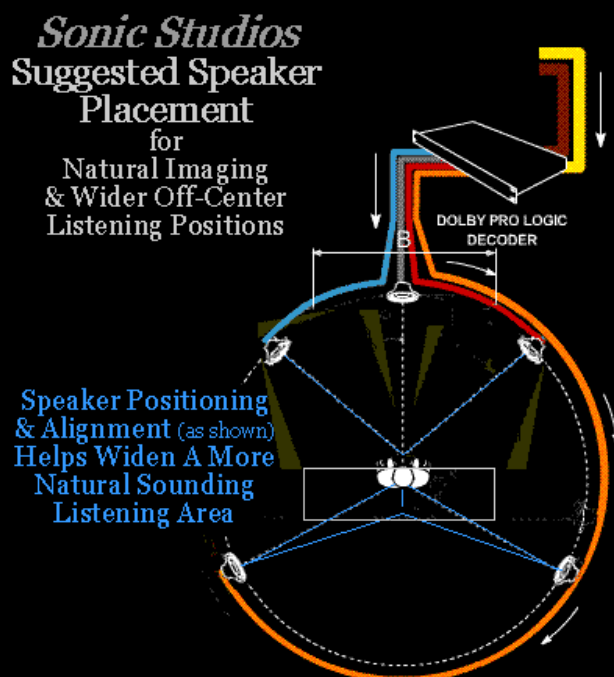 Sonic Studios
Suggested Speaker
Placement
for
Natural Imaging
& Wider Off-Center
Listening Positions
DOLBY PRO LOGIC
DECODER
B
Speaker Positioning
& Alignment (as shown)
Helps Widen A More
Natural Sounding
Listening Area